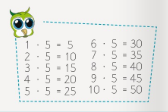 1 · 5 = 5
2 · 5 = 10
3 · 5 = 15
4 · 5 = 20
5 · 5 = 25
6 · 5 = 30
7 · 5 = 35
8 · 5 = 40
9 · 5 = 45
10 · 5 = 50